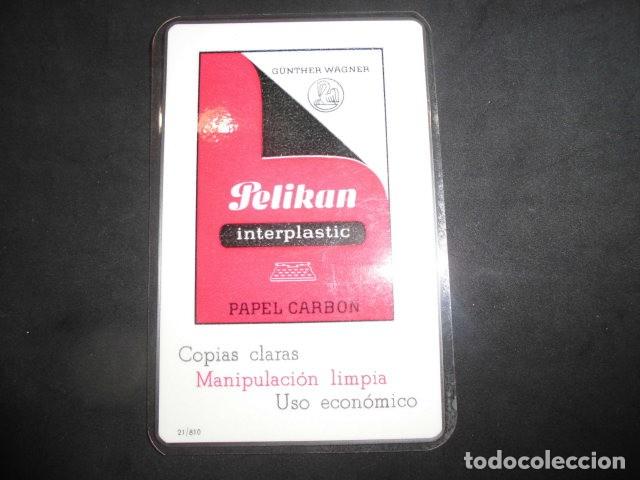 GÜNTHER WAGNER
Pelikan
interplastic
PAPEL CARBON
Copias claras
Manipulación limpia
Uso económico
21/810
todocoleccion